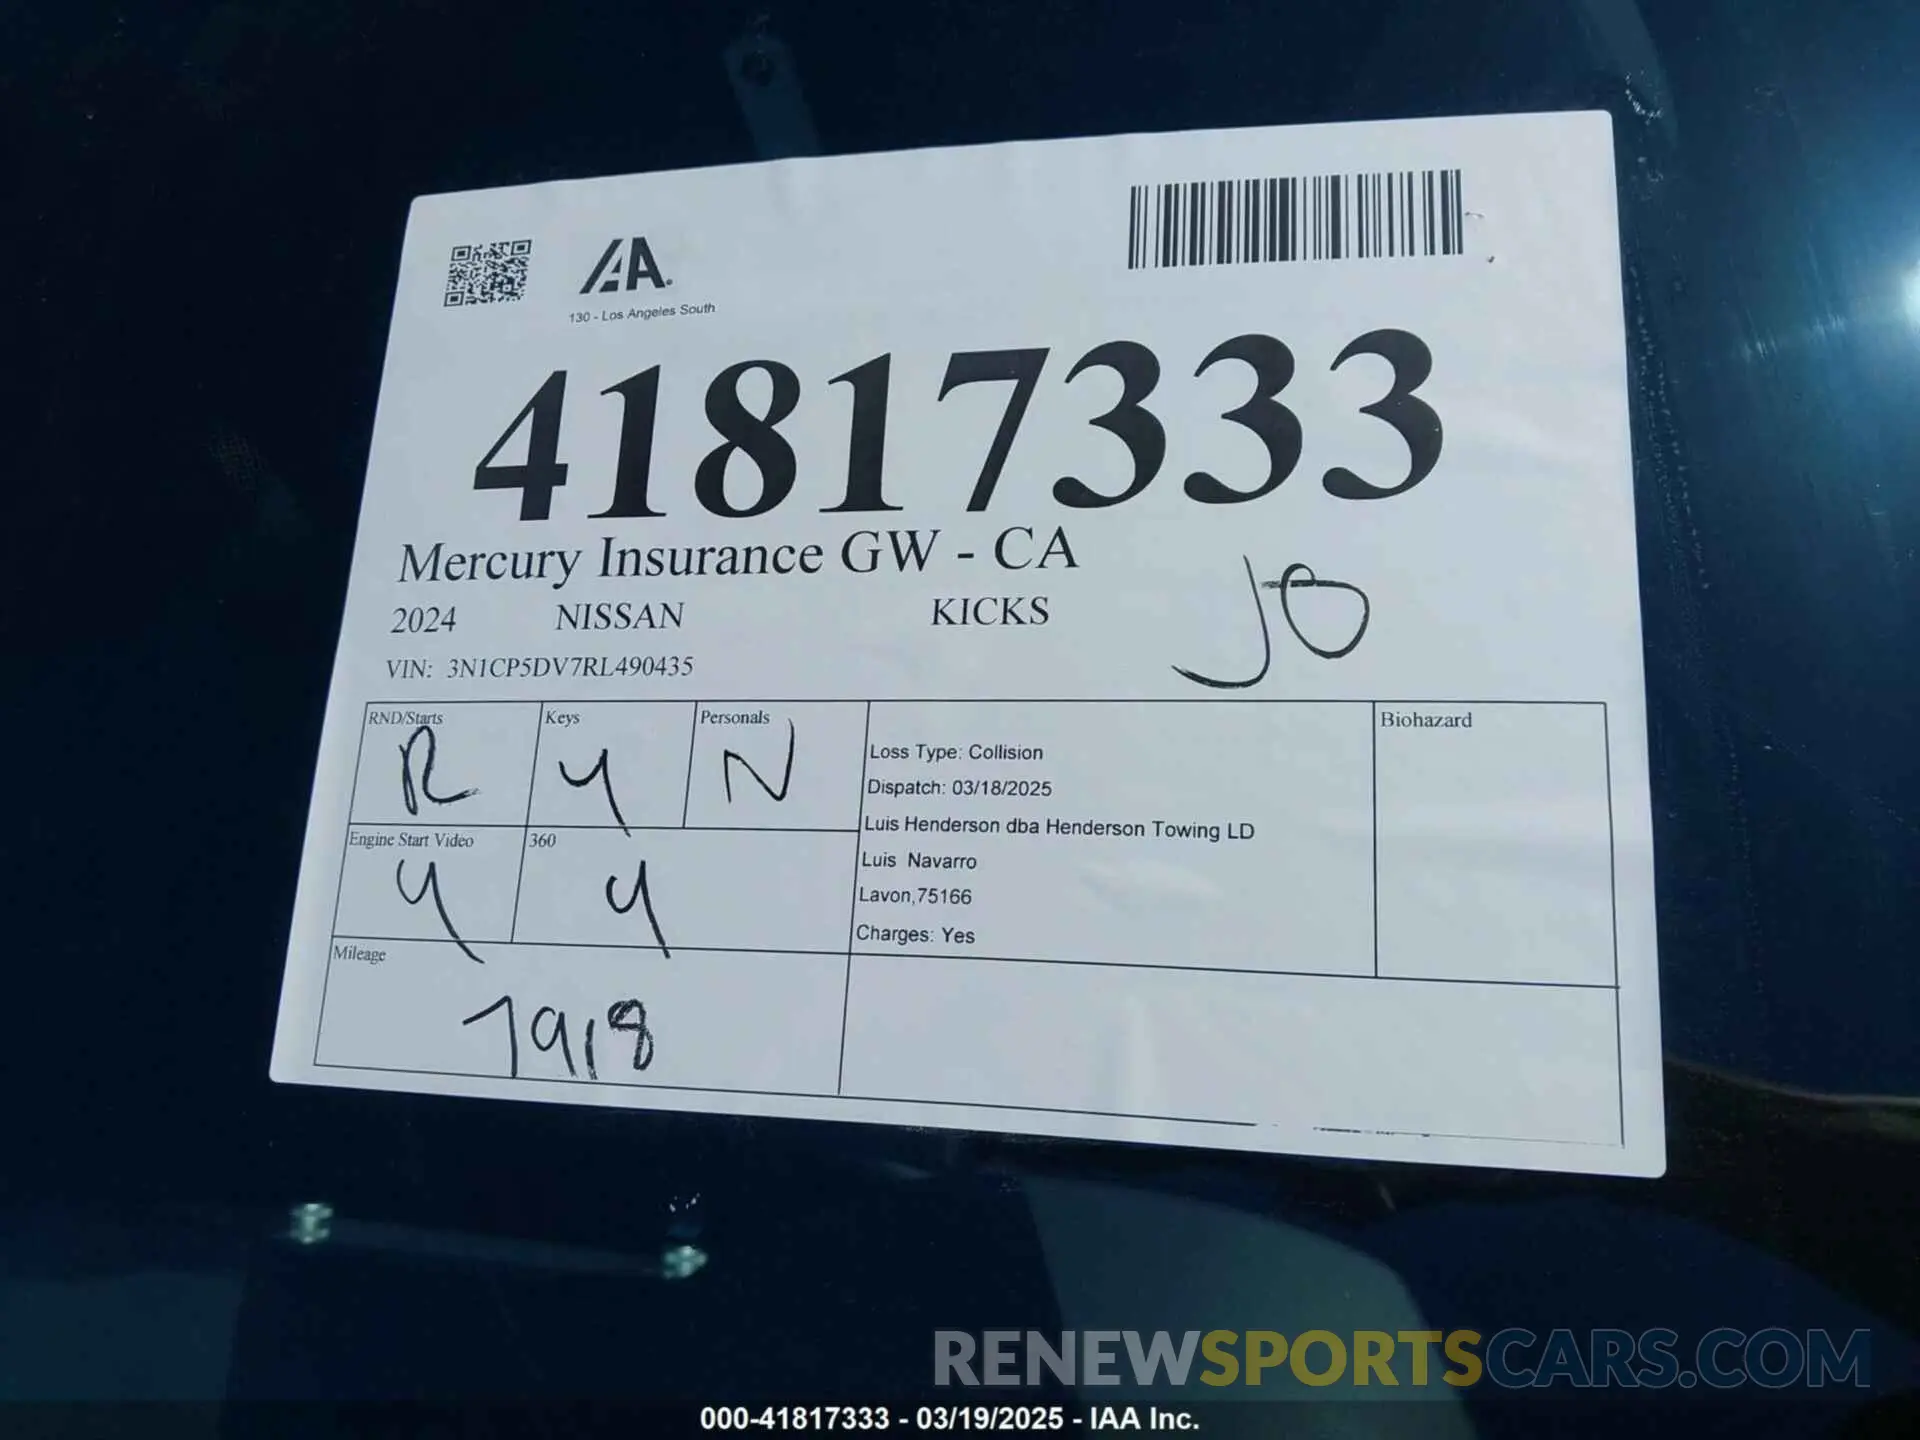 IAA.
130 - Los Angeles South
41817333
Mercury Insurance GW - CA
2024 NISSAN KICKS
JO
VIN: 3N1CP5DV7RL490435
RND/Starts
R
Keys
Y
Personals
N
Loss Type: Collision
Dispatch: 03/18/2025
Luis Henderson dba Henderson Towing LD
Luis Navarro
Lavon,75166
Charges: Yes
Biohazard
Engine Start Video
Y
360
Y
Mileage
7918
RENEWSPORTSCARS.COM
000-41817333 - 03/19/2025 - IAA Inc.